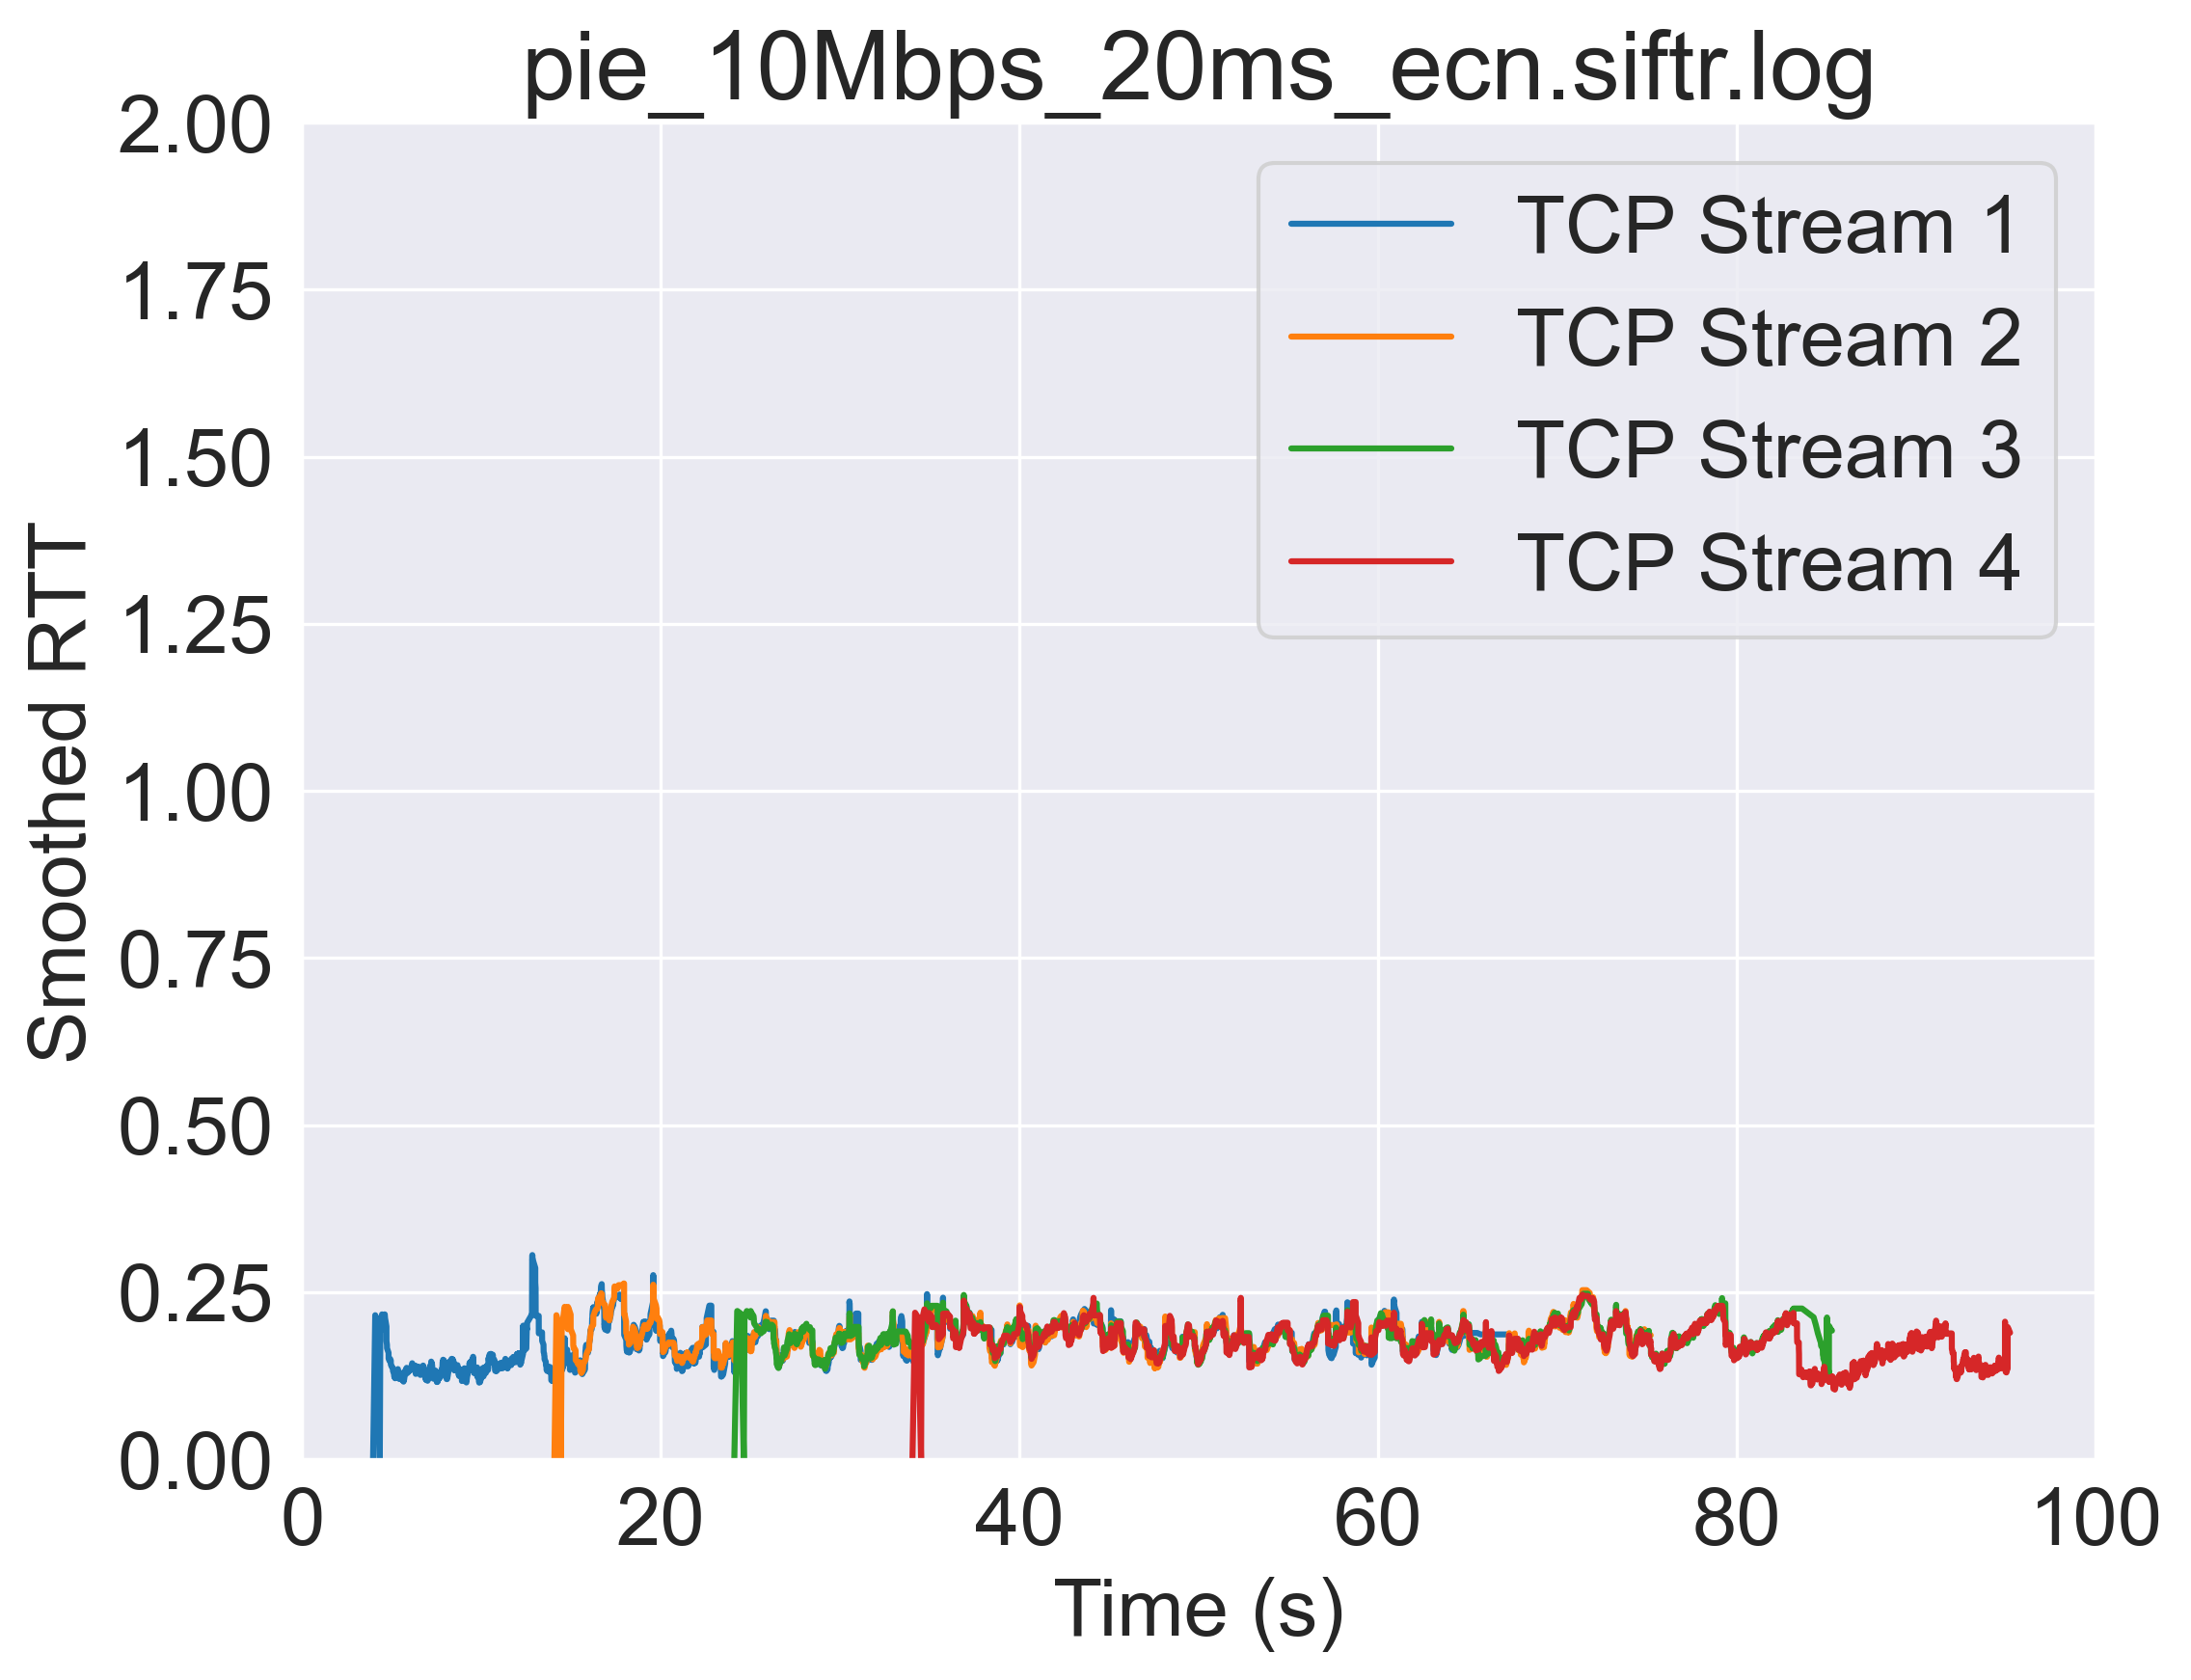 pie_10Mbps_20ms_ecn.siftr.log
2.00
1.75
1.50
1.25
1.00
0.75
0.50
0.25
0.00
Smoothed RTT
TCP Stream 1
TCP Stream 2
TCP Stream 3
TCP Stream 4
0 20 40 60 80 100
Time (s)